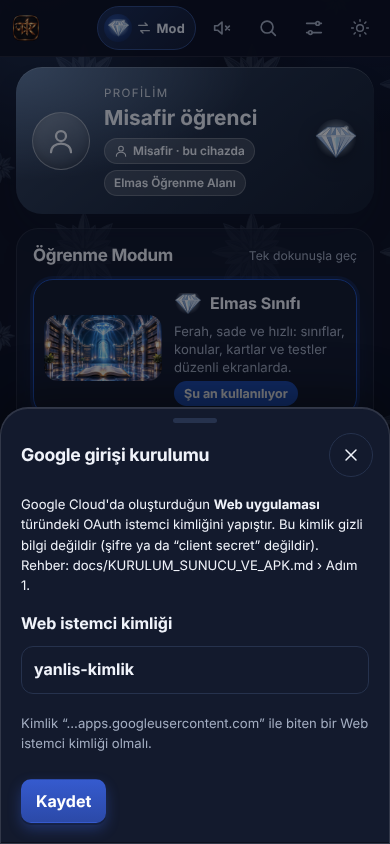 Mod
PROFİLİM
Misafir öğrenci
Misafir · bu cihazda
Elmas Öğrenme Alanı
Öğrenme Modum
Tek dokunuşla geç
Elmas Sınıfı
Ferah, sade ve hızlı: sınıflar,
konular, kartlar ve testler
düzenli ekranlarda.
Şu an kullanılıyor
Google girişi kurulumu
Google Cloud'da oluşturduğun Web uygulaması
türündeki OAuth istemci kimliğini yapıştır. Bu kimlik gizli
bilgi değildir (şifre ya da “client secret” değildir).
Rehber: docs/KURULUM_SUNUCU_VE_APK.md › Adım
1.
Web istemci kimliği
yanlis-kimlik
Kimlik “…apps.googleusercontent.com” ile biten bir Web
istemci kimliği olmalı.
Kaydet